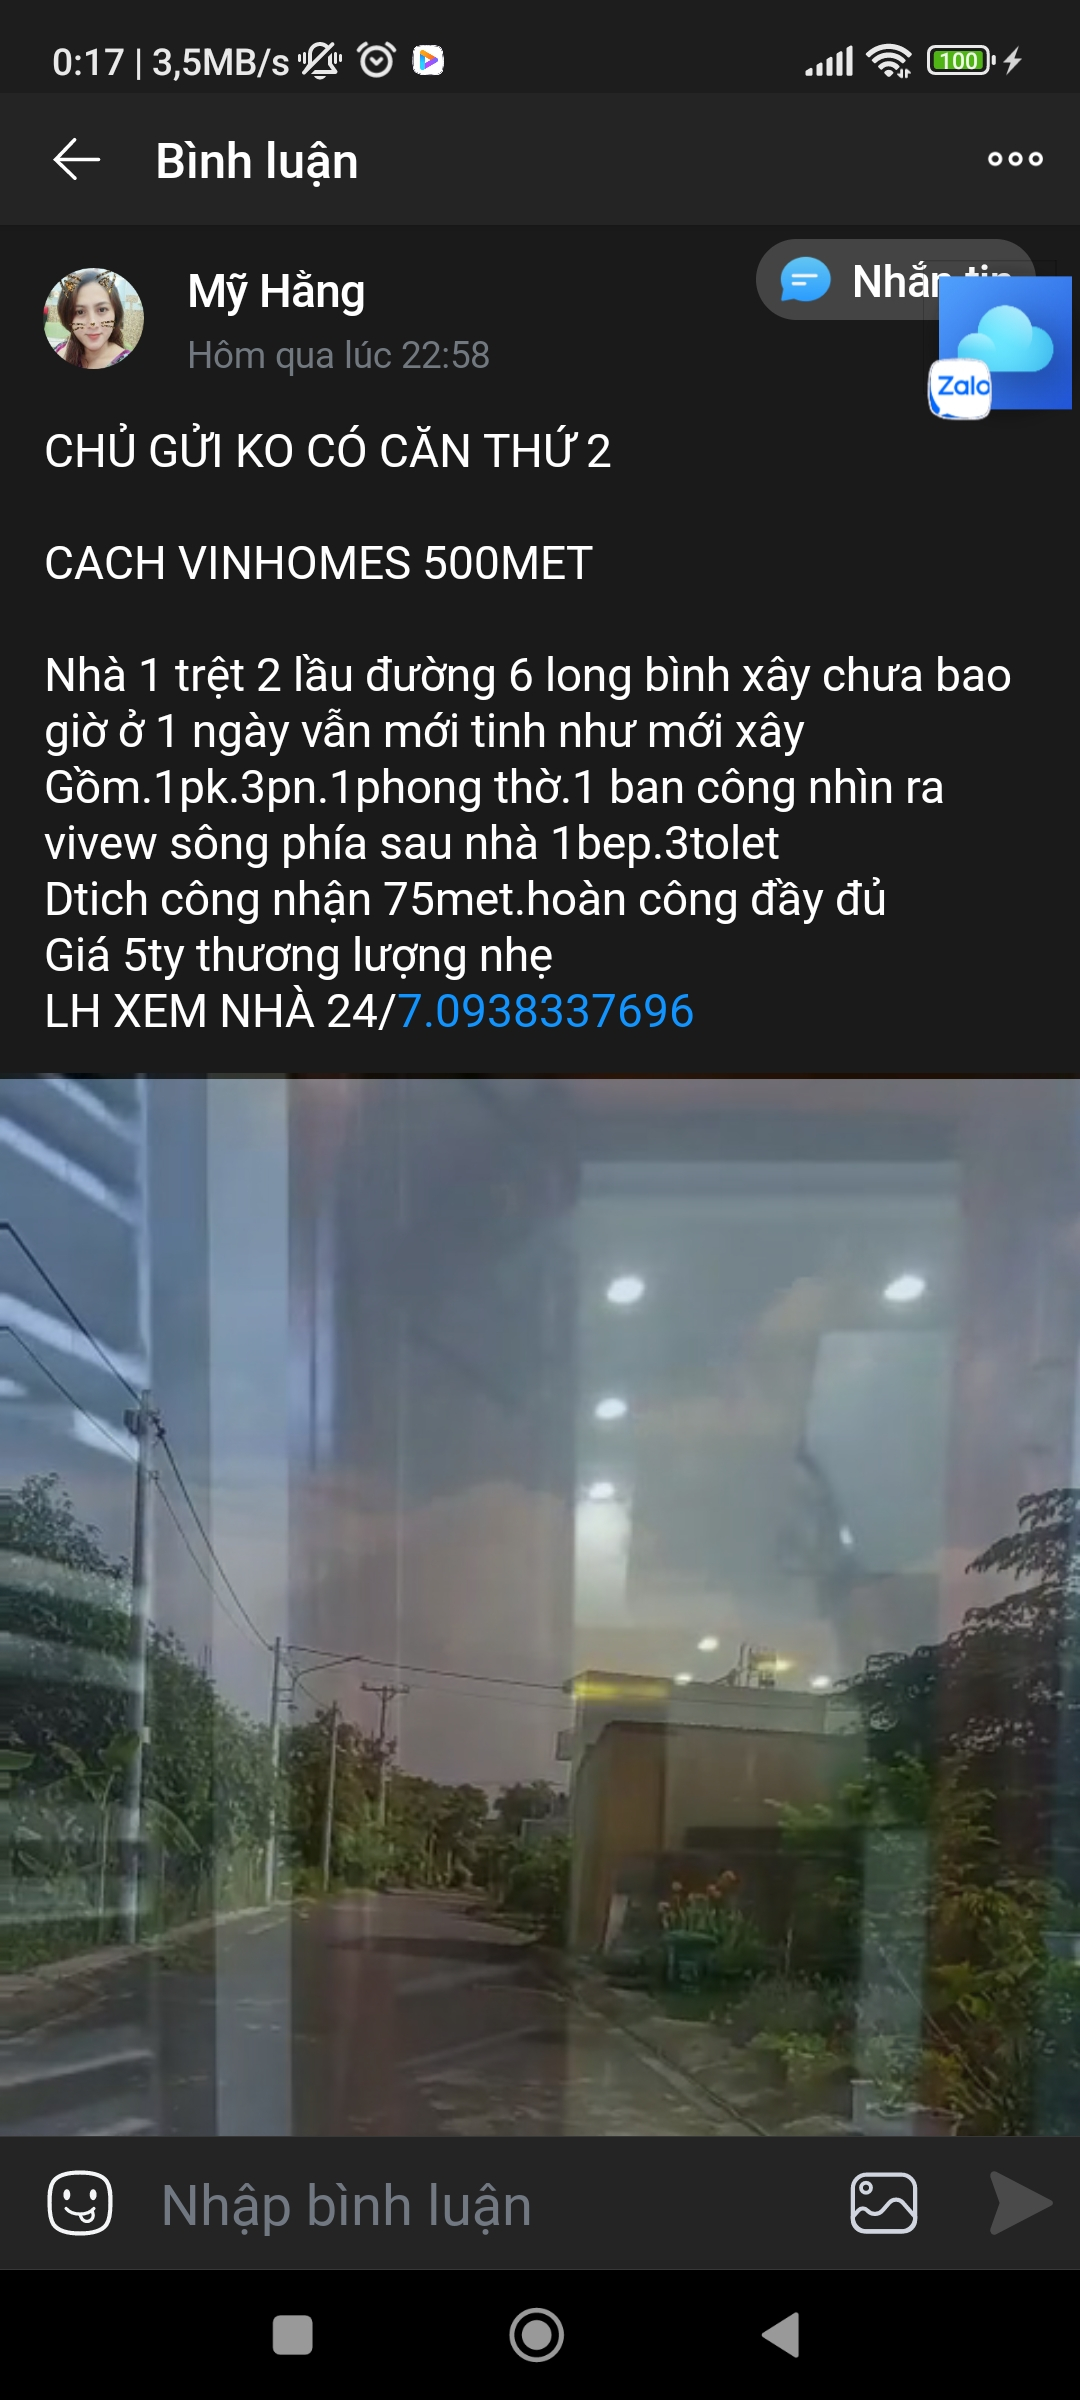 0:17 | 3,5MB/s
100
Bình luận
Mỹ Hằng
Nhắn tin
Hôm qua lúc 22:58
Zalo
CHỦ GỬI KO CÓ CĂN THỨ 2
CACH VINHOMES 500MET
Nhà 1 trệt 2 lầu đường 6 long bình xây chưa bao
giờ ở 1 ngày vẫn mới tinh như mới xây
Gồm.1pk.3pn.1phong thờ.1 ban công nhìn ra
vivew sông phía sau nhà 1bep.3tolet
Dtich công nhận 75met.hoàn công đầy đủ
Giá 5ty thương lượng nhẹ
LH XEM NHÀ 24/7.0938337696
Nhập bình luận